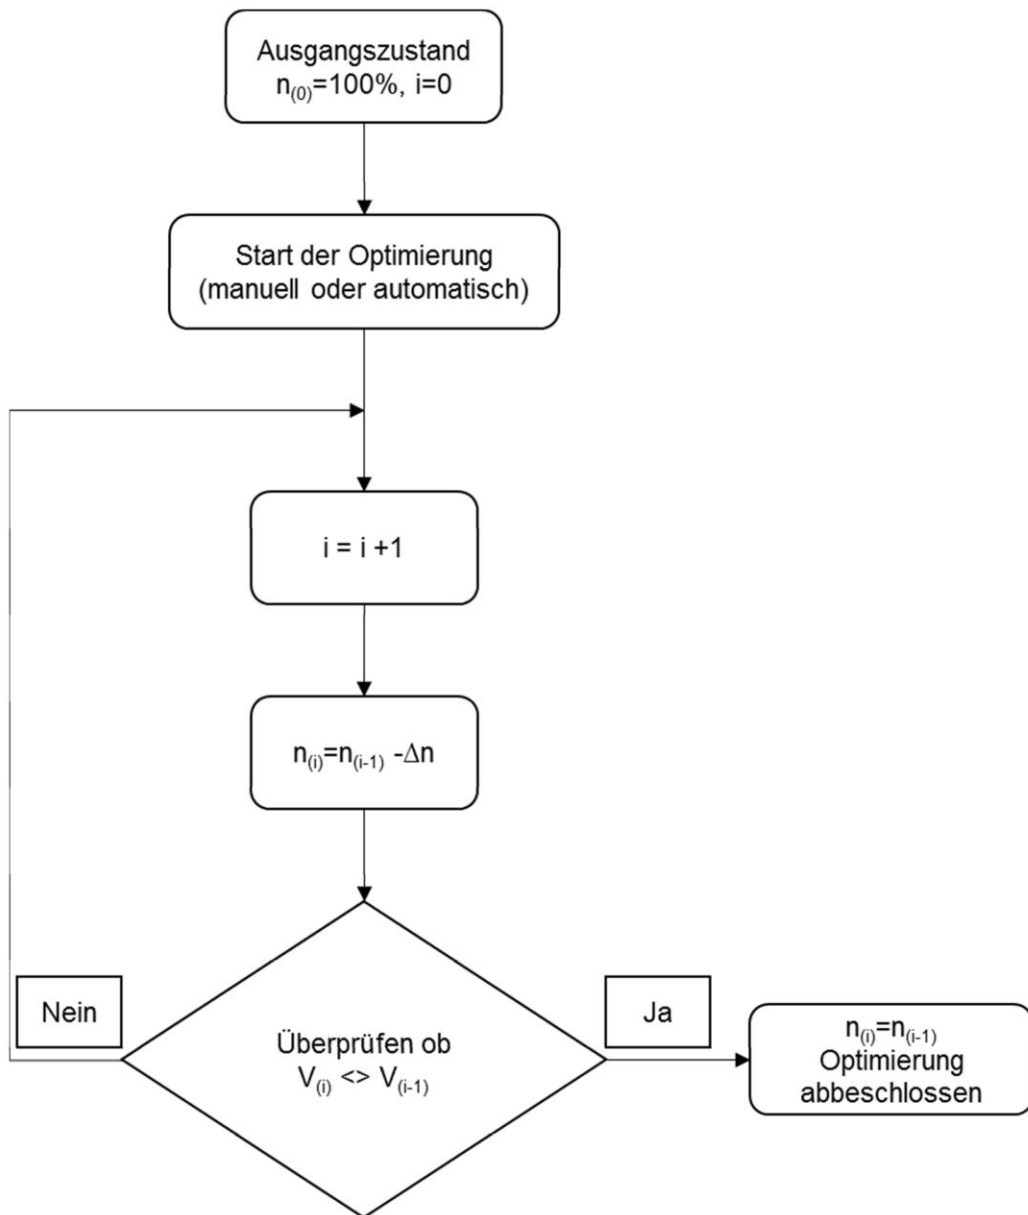 Ausgangszustand
n(0)=100%, i=0
Start der Optimierung
(manuell oder automatisch)
i = i +1
n(i)=n(i-1) -Δn
Nein
Überprüfen ob
V(i) <> V(i-1)
Ja
n(i)=n(i-1)
Optimierung
abbeschlossen